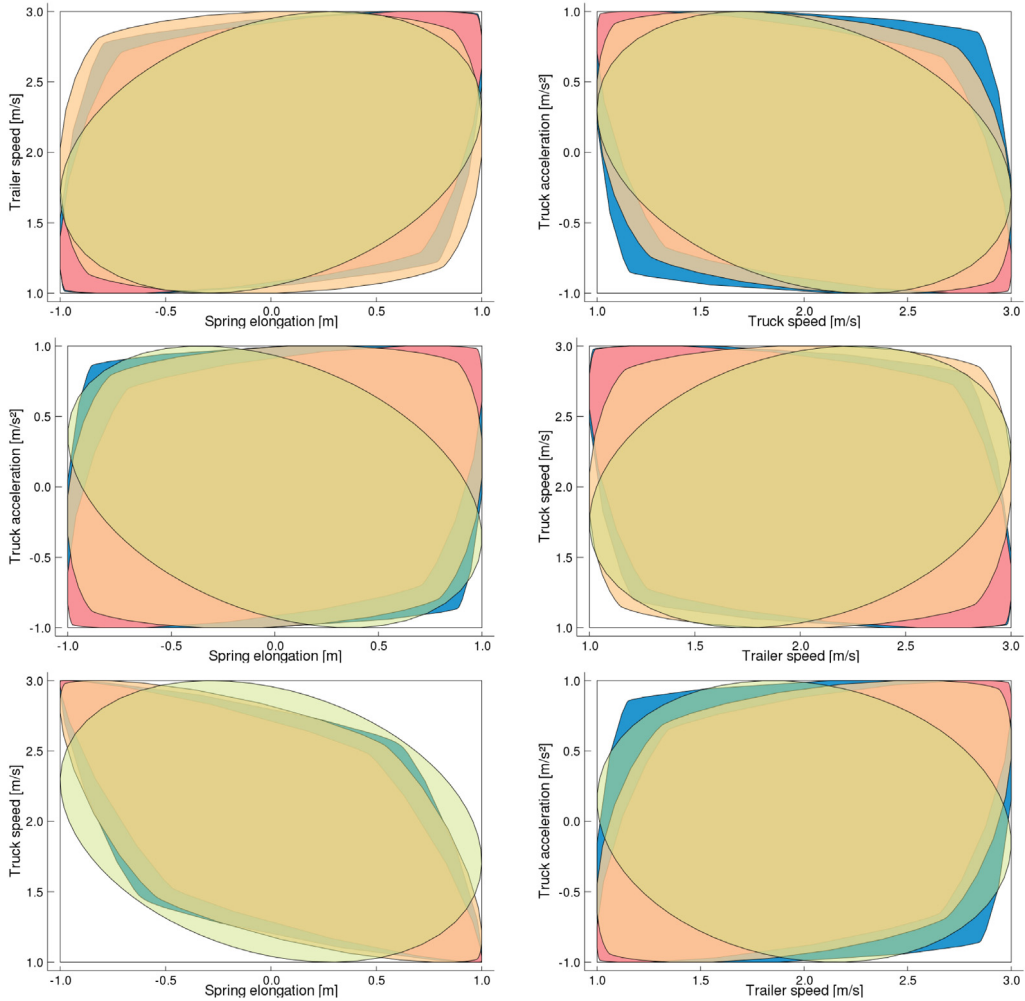 Trailer speed [m/s]
3.0
2.5
2.0
1.5
1.0
-1.0 -0.5 0.0 0.5 1.0
Spring elongation [m]
Truck acceleration [m/s²]
1.0
0.5
0.0
-0.5
-1.0
1.0 1.5 2.0 2.5 3.0
Truck speed [m/s]
Truck acceleration [m/s²]
1.0
0.5
0.0
-0.5
-1.0
-1.0 -0.5 0.0 0.5 1.0
Spring elongation [m]
Truck speed [m/s]
3.0
2.5
2.0
1.5
1.0
1.0 1.5 2.0 2.5 3.0
Trailer speed [m/s]
Truck speed [m/s]
3.0
2.5
2.0
1.5
1.0
-1.0 -0.5 0.0 0.5 1.0
Spring elongation [m]
Truck acceleration [m/s²]
1.0
0.5
0.0
-0.5
-1.0
1.0 1.5 2.0 2.5 3.0
Trailer speed [m/s]